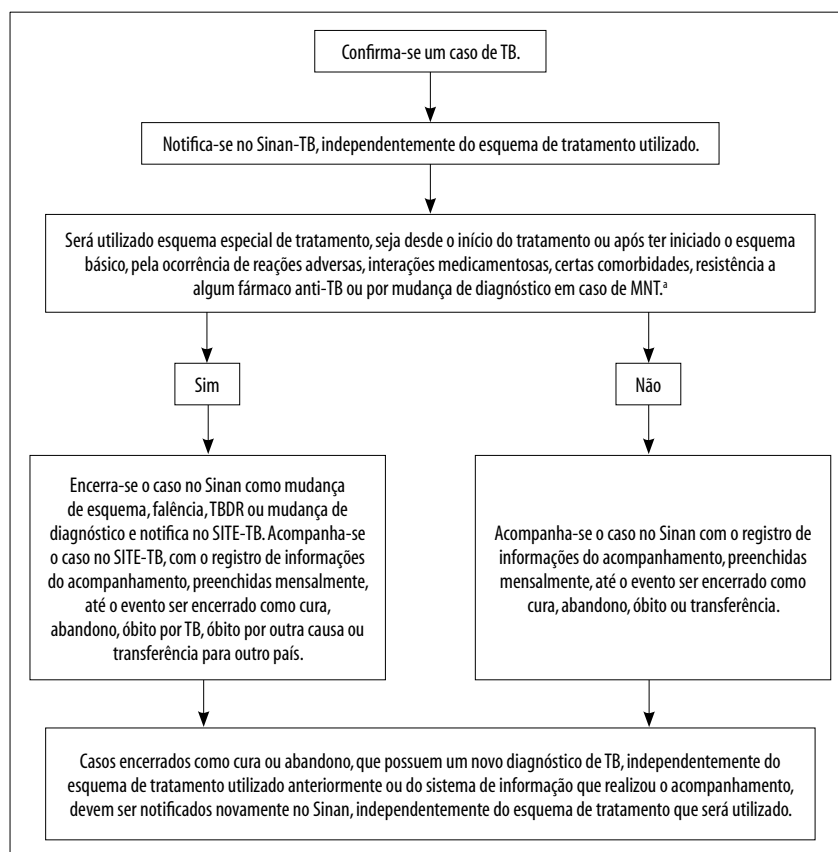 Confirma-se um caso de TB.
Notifica-se no Sinan-TB, independentemente do esquema de tratamento utilizado.
Será utilizado esquema especial de tratamento, seja desde o início do tratamento ou após ter iniciado o esquema
básico, pela ocorrência de reações adversas, interações medicamentosas, certas comorbidades, resistência a
algum fármaco anti-TB ou por mudança de diagnóstico em caso de MNT.ª
Sim
Não
Encerra-se o caso no Sinan como mudança
de esquema, falência, TBDR ou mudança de
diagnóstico e notifica no SITE-TB. Acompanha-se
o caso no SITE-TB, com o registro de informações
do acompanhamento, preenchidas mensalmente,
até o evento ser encerrado como cura,
abandono, óbito por TB, óbito por outra causa ou
transferência para outro país.
Acompanha-se o caso no Sinan com o registro de
informações do acompanhamento, preenchidas
mensalmente, até o evento ser encerrado como
cura, abandono, óbito ou transferência.
Casos encerrados como cura ou abandono, que possuem um novo diagnóstico de TB, independentemente do
esquema de tratamento utilizado anteriormente ou do sistema de informação que realizou o acompanhamento,
devem ser notificados novamente no Sinan, independentemente do esquema de tratamento que será utilizado.